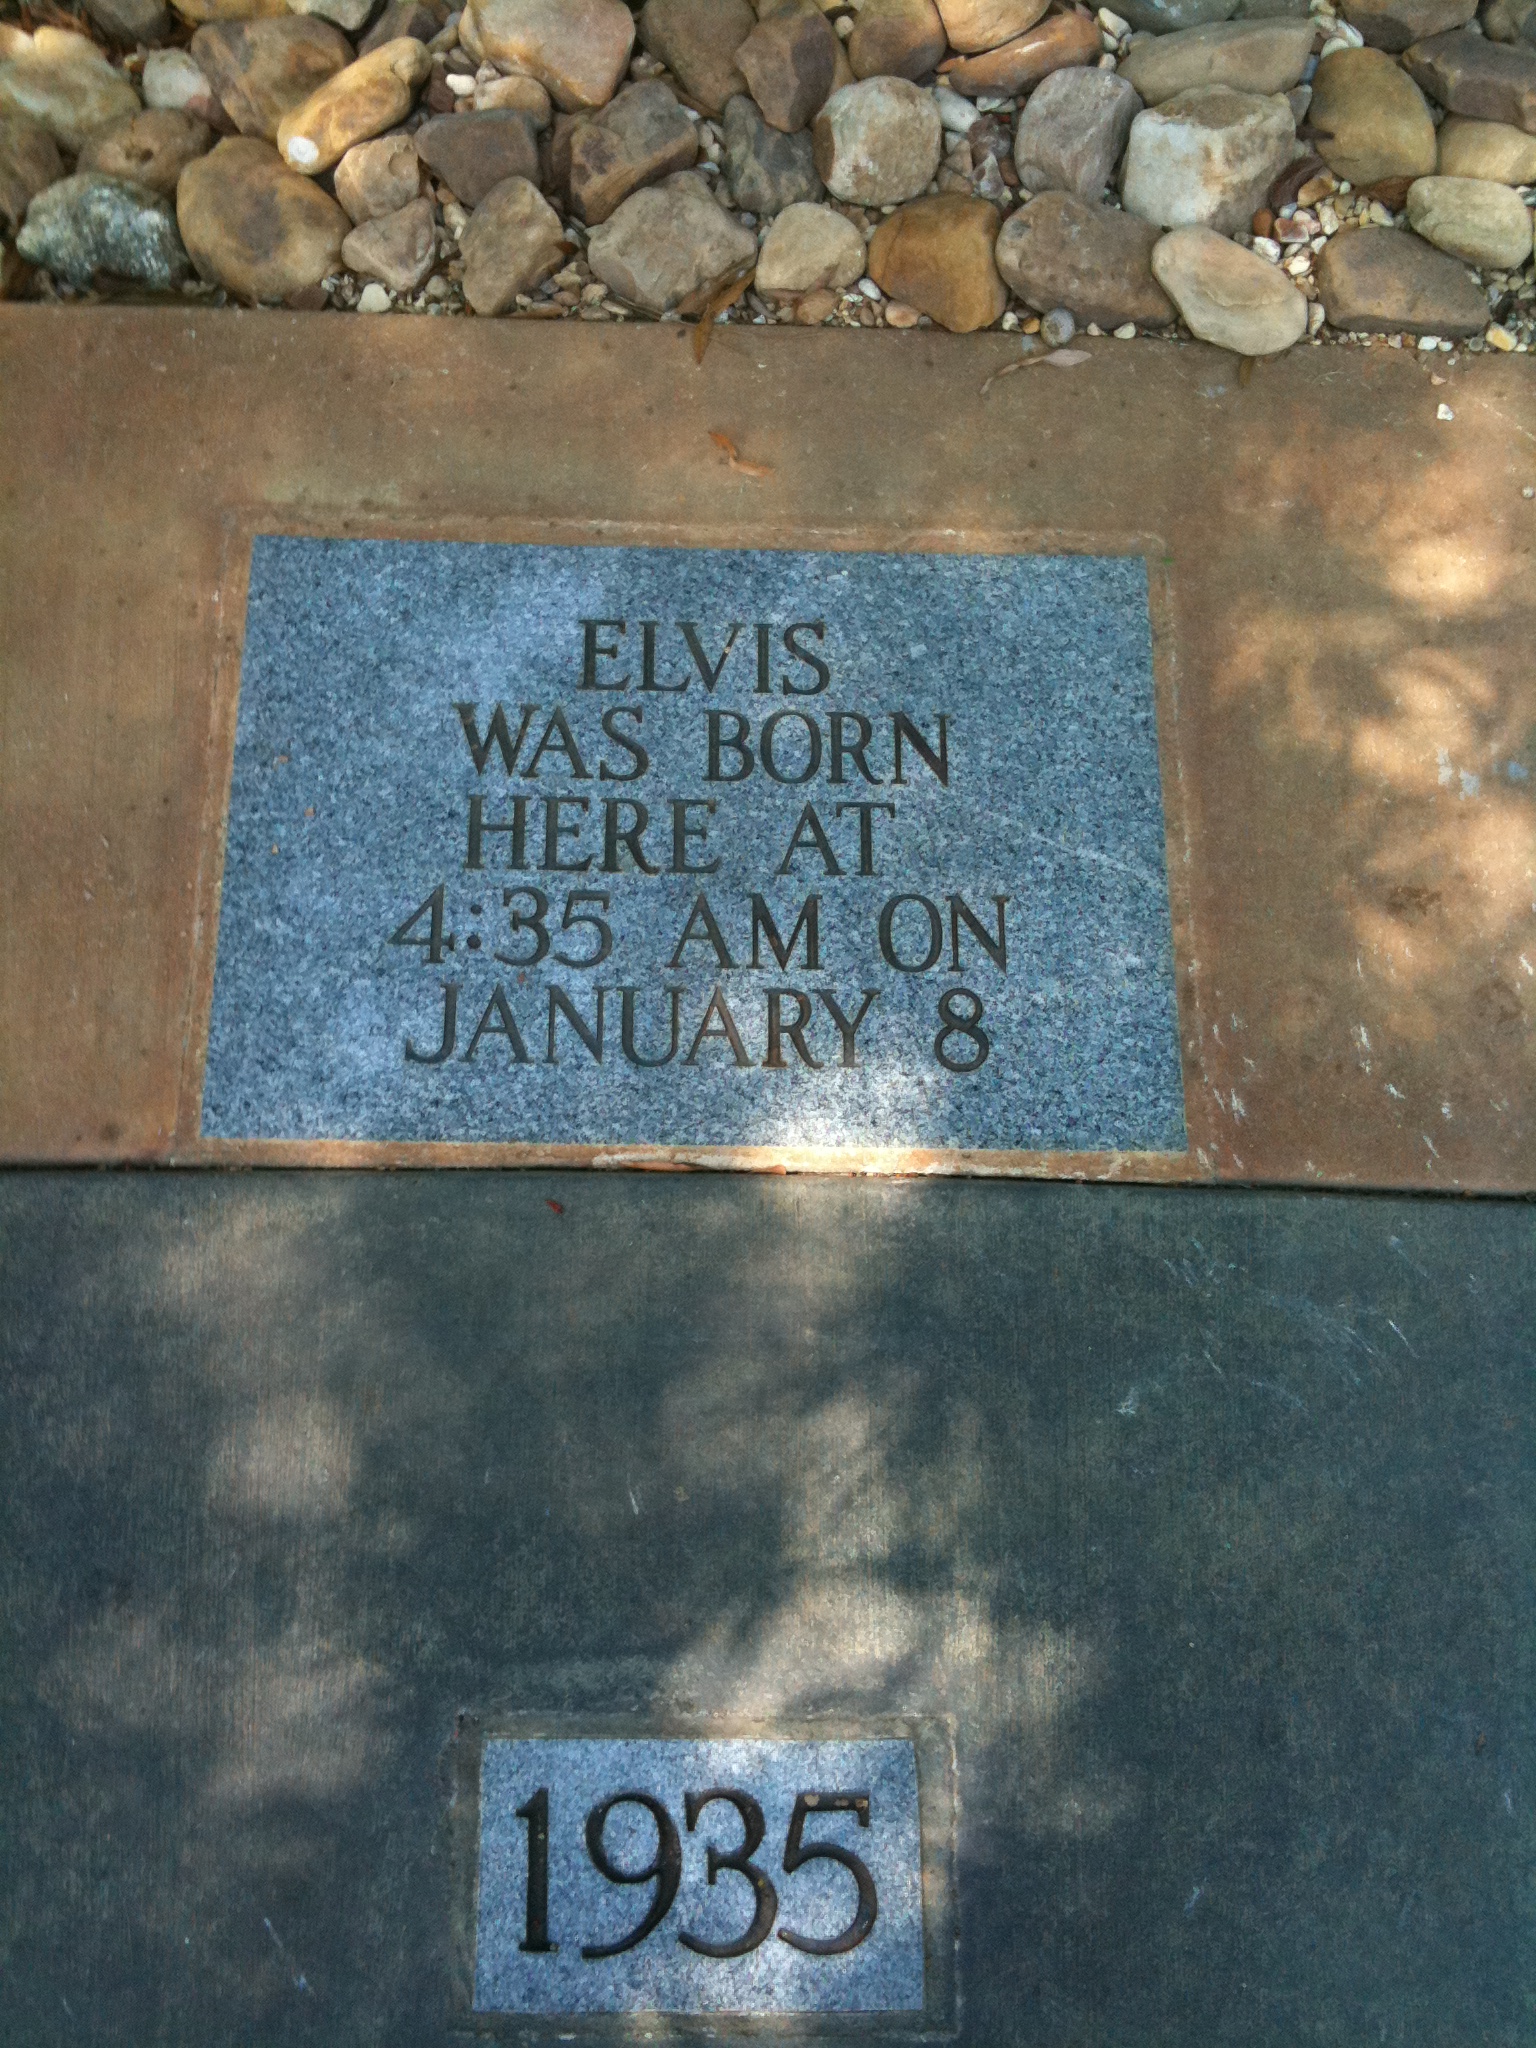 ELVIS
WAS BORN
HERE AT
4:35 AM ON
JANUARY 8
1935